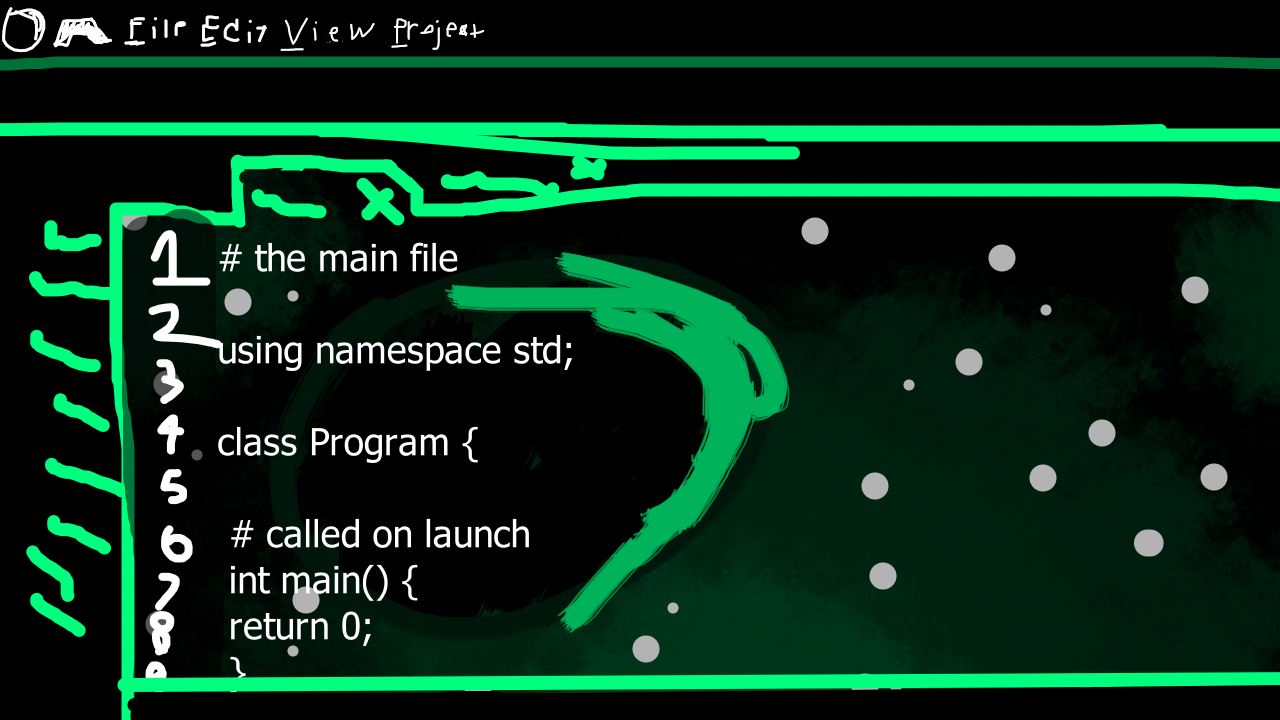 File Edit View Project
1 # the main file
2
using namespace std;
3
4 class Program {
5
6 # called on launch
7 int main() {
8 return 0;
}